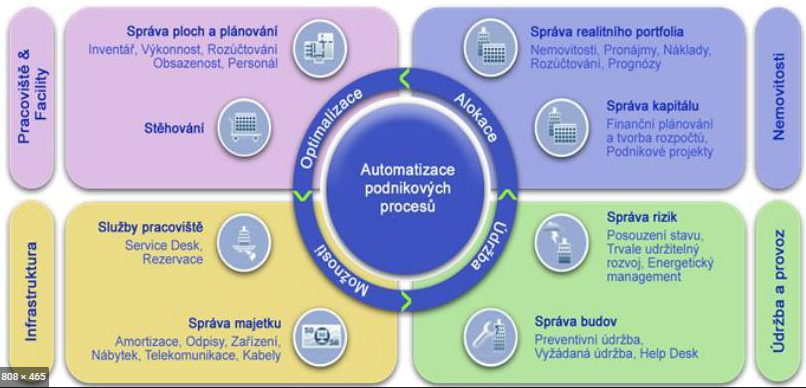 Pracoviště &
Facility
Správa ploch a plánování
Inventář, Výkonnost, Rozúčtování
Obsazenost, Personál
Stěhování
Správa realitního portfolia
Nemovitosti, Pronájmy, Náklady,
Rozúčtování, Prognózy
Správa kapitálu
Finanční plánování
a tvorba rozpočtů,
Podnikové projekty
Nemovitosti
Optimalizace
Alokace
Automatizace
podnikových
procesů
Možnosti
Údržba
Infrastruktura
Služby pracoviště
Service Desk,
Rezervace
Správa majetku
Amortizace, Odpisy, Zařízení,
Nábytek, Telekomunikace, Kabely
Správa rizik
Posouzení stavu,
Trvale udržitelný
rozvoj, Energetický
management
Správa budov
Preventivní údržba,
Vyžádaná údržba, Help Desk
Údržba a provoz
50
50
808 × 465